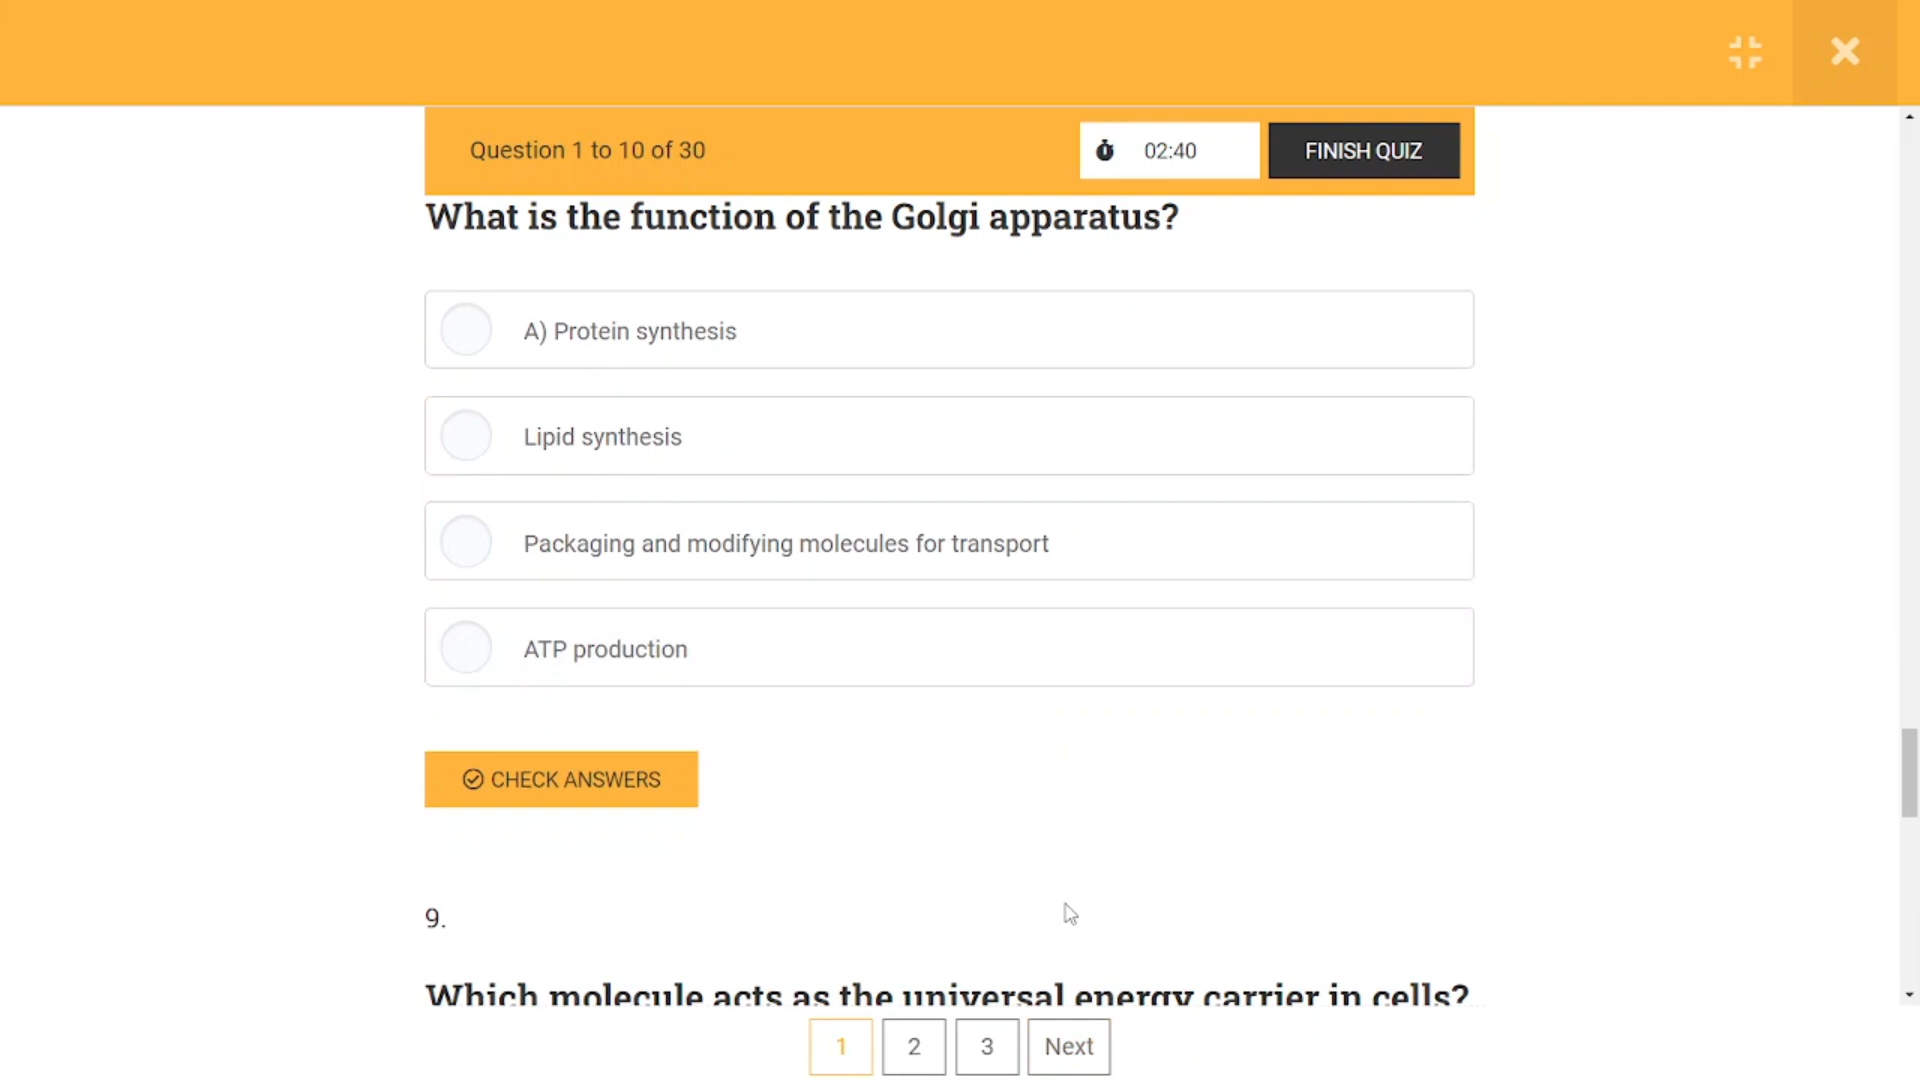 Question 1 to 10 of 30
02:40
FINISH QUIZ
What is the function of the Golgi apparatus?
A) Protein synthesis
Lipid synthesis
Packaging and modifying molecules for transport
ATP production
CHECK ANSWERS
9.
Which molecule acts as the universal energy carrier in cells?
1
2
3
Next